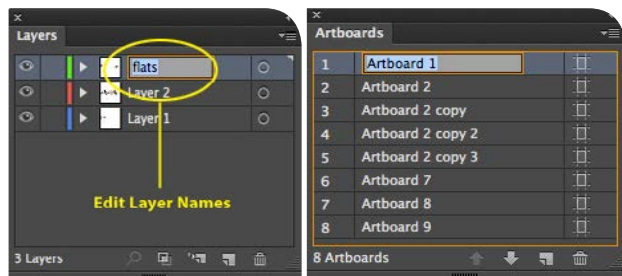 Layers
flats
Layer 2
Layer 1
Edit Layer Names
3 Layers
Artboards
1 Artboard 1
2 Artboard 2
3 Artboard 2 copy
4 Artboard 2 copy 2
5 Artboard 2 copy 3
6 Artboard 7
7 Artboard 8
8 Artboard 9
8 Artboards